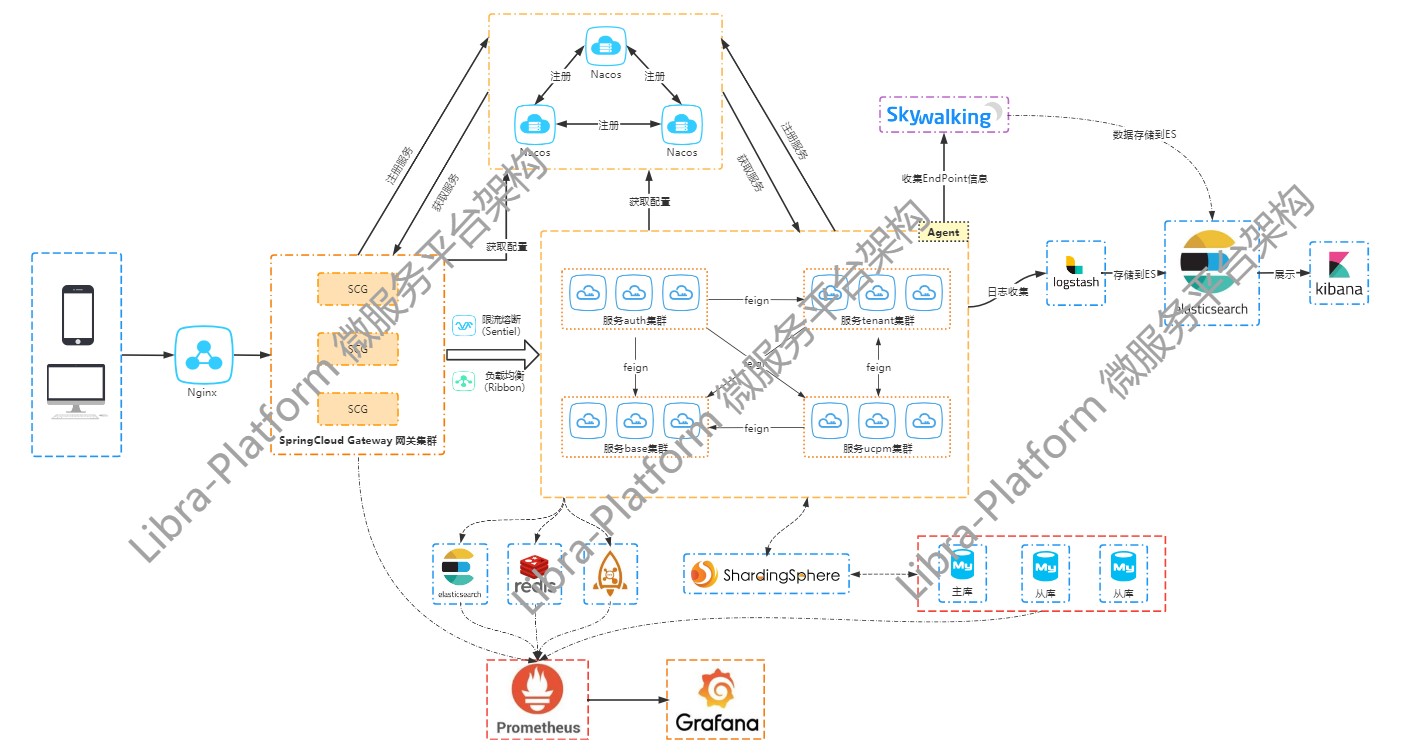 Nacos
注册
注册
注册
Nacos
Nacos
注册服务
获取服务
获取配置
获取配置
获取服务
注册服务
Skywalking
数据存储到ES
收集EndPoint信息
Agent
Nginx
SCG
SCG
SCG
SpringCloud Gateway 网关集群
限流熔断
（Sentiel）
负载均衡
（Ribbon）
服务auth集群
feign
服务tenant集群
feign
feign
feign
服务base集群
feign
服务ucpm集群
日志收集
logstash
存储到ES
elasticsearch
展示
kibana
elasticsearch
redis
ShardingSphere
My
主库
My
从库
My
从库
Prometheus
Grafana
Libra-Platform 微服务平台架构
Libra-Platform 微服务平台架构
Libra-Platform 微服务平台架构